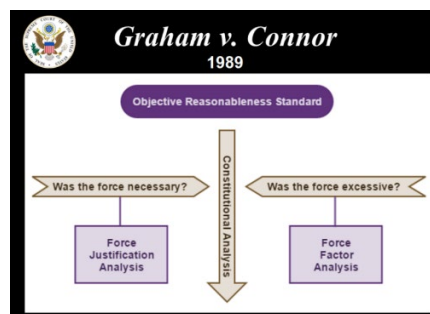 Graham v. Connor
1989
Objective Reasonableness Standard
Constitutional Analysis
Was the force necessary?
Was the force excessive?
Force
Justification
Analysis
Force
Factor
Analysis